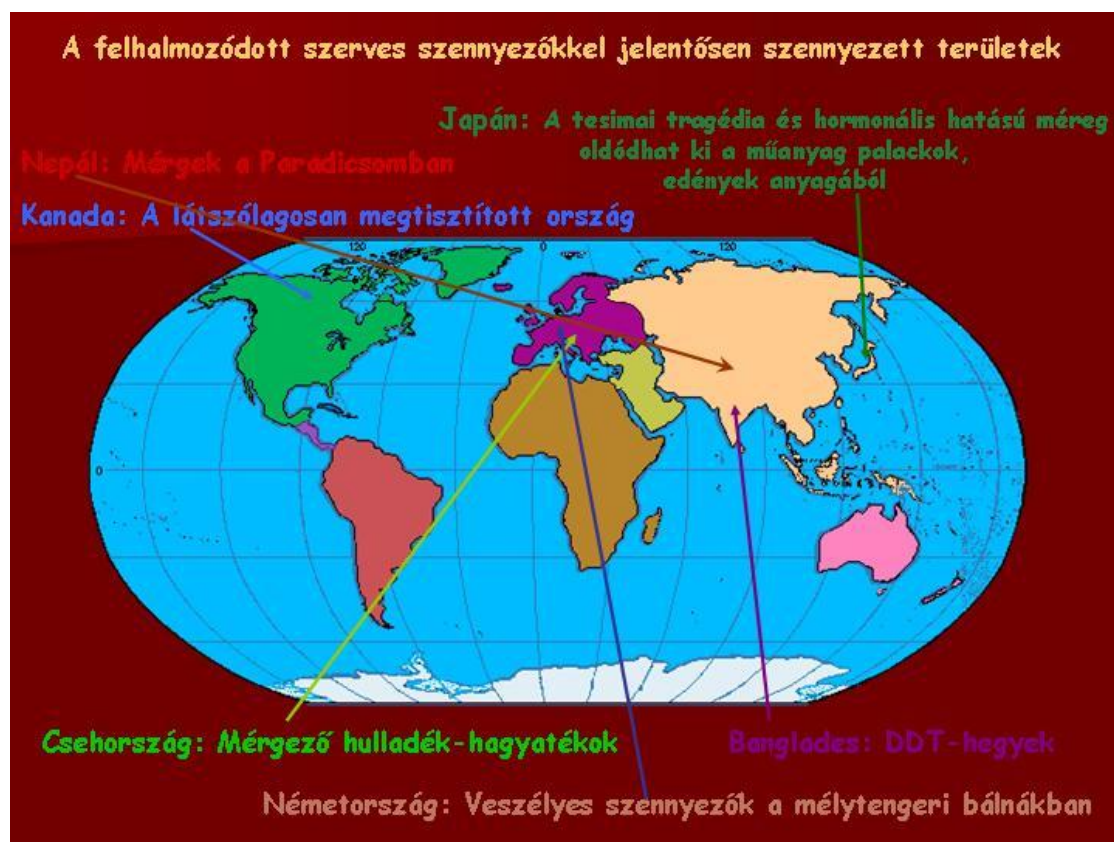 A felhalmozódott szerves szennyezőkkel jelentősen szennyezett területek
Japán: A tesimai tragédia és hormonális hatású méreg
oldódhat ki a műanyag palackok,
edények anyagából
Nepál: Mérgek a Paradicsomban
Kanada: A látszólagosan megtisztított ország
120
0
120
0
Csehország: Mérgező hulladék-hagyatékok
Banglades: DDT-hegyek
Németország: Veszélyes szennyezők a mélytengeri bálnákban